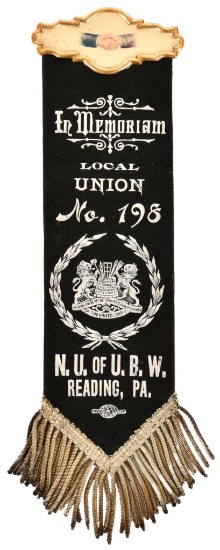 In Memoriam
LOCAL
UNION
No. 198
N. U. OF U. B. W.
READING, PA.